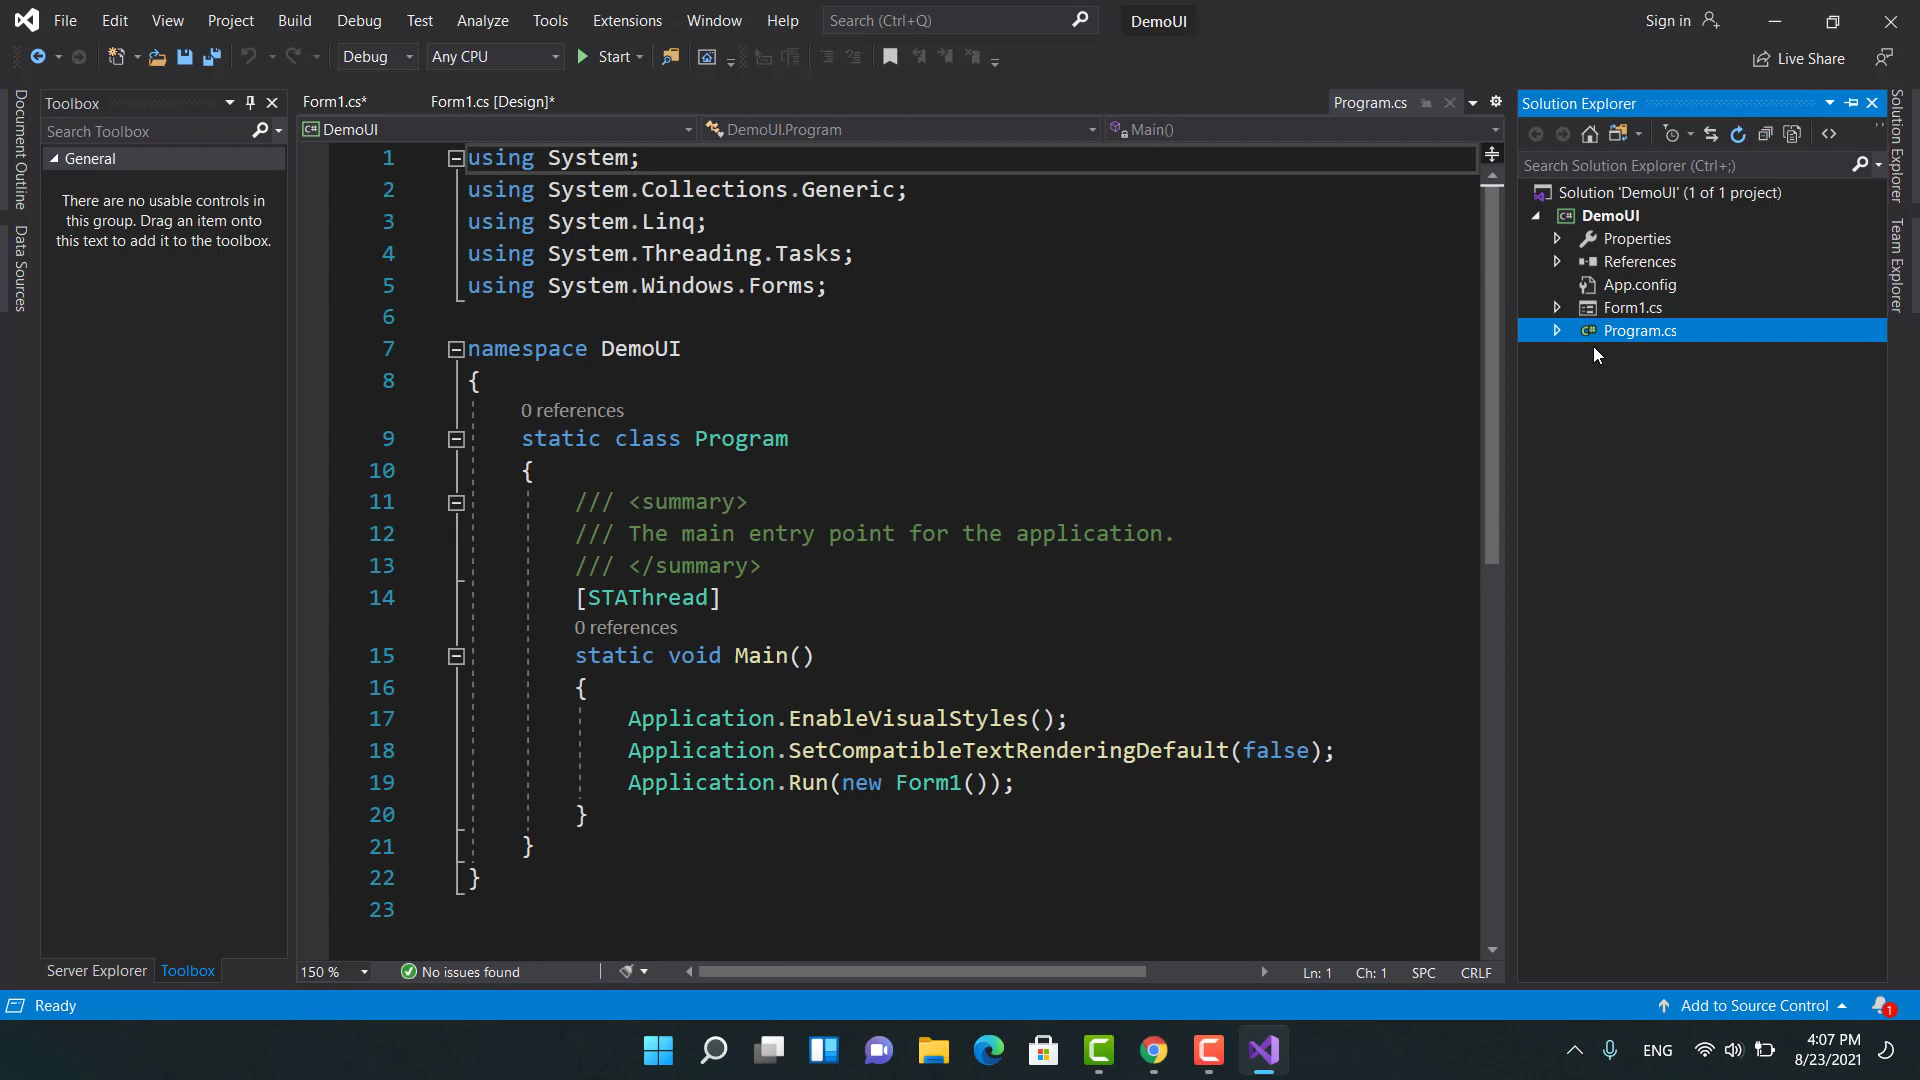 File Edit View Project Build Debug Test Analyze Tools Extensions Window Help Search (Ctrl+Q) DemoUI Sign in
Debug Any CPU Start Live Share
Document Outline
Data Sources
Toolbox
Search Toolbox
General
There are no usable controls in
this group. Drag an item onto
this text to add it to the toolbox.
Server Explorer Toolbox
Form1.cs* Form1.cs [Design]* Program.cs
C# DemoUI DemoUI.Program Main()
1 using System;
2 using System.Collections.Generic;
3 using System.Linq;
4 using System.Threading.Tasks;
5 using System.Windows.Forms;
6
7 namespace DemoUI
8 {
0 references
9 static class Program
10 {
11 /// <summary>
12 /// The main entry point for the application.
13 /// </summary>
14 [STAThread]
0 references
15 static void Main()
16 {
17 Application.EnableVisualStyles();
18 Application.SetCompatibleTextRenderingDefault(false);
19 Application.Run(new Form1());
20 }
21 }
22 }
23
150 % No issues found Ln: 1 Ch: 1 SPC CRLF
Solution Explorer
Search Solution Explorer (Ctrl+;)
Solution 'DemoUI' (1 of 1 project)
C# DemoUI
Properties
References
App.config
Form1.cs
C# Program.cs
Solution Explorer
Team Explorer
Ready Add to Source Control 1
ENG 4:07 PM
8/23/2021